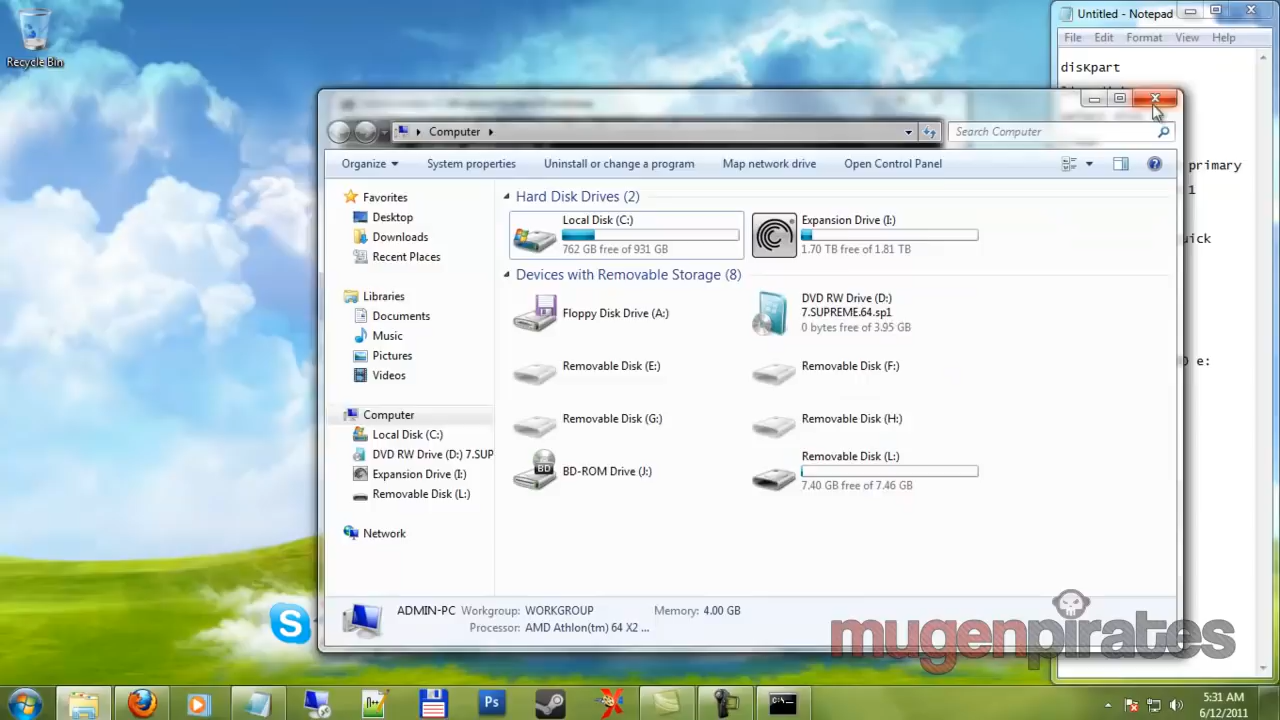 Recycle Bin
Untitled - Notepad
File Edit Format View Help
disKpart
primary
1
uick
D e:
Computer
Search Computer
Organize System properties Uninstall or change a program Map network drive Open Control Panel
Favorites
Desktop
Downloads
Recent Places
Libraries
Documents
Music
Pictures
Videos
Computer
Local Disk (C:)
DVD RW Drive (D:) 7.SUP
Expansion Drive (I:)
Removable Disk (L:)
Network
Hard Disk Drives (2)
Local Disk (C:)
762 GB free of 931 GB
Expansion Drive (I:)
1.70 TB free of 1.81 TB
Devices with Removable Storage (8)
Floppy Disk Drive (A:)
DVD RW Drive (D:)
7.SUPREME.64.sp1
0 bytes free of 3.95 GB
Removable Disk (E:)
Removable Disk (F:)
Removable Disk (G:)
Removable Disk (H:)
BD-ROM Drive (J:)
BD
Removable Disk (L:)
7.40 GB free of 7.46 GB
ADMIN-PC Workgroup: WORKGROUP Memory: 4.00 GB
Processor: AMD Athlon(tm) 64 X2 ...
mugenpirates
Ps
C:\_
5:31 AM
6/12/2011